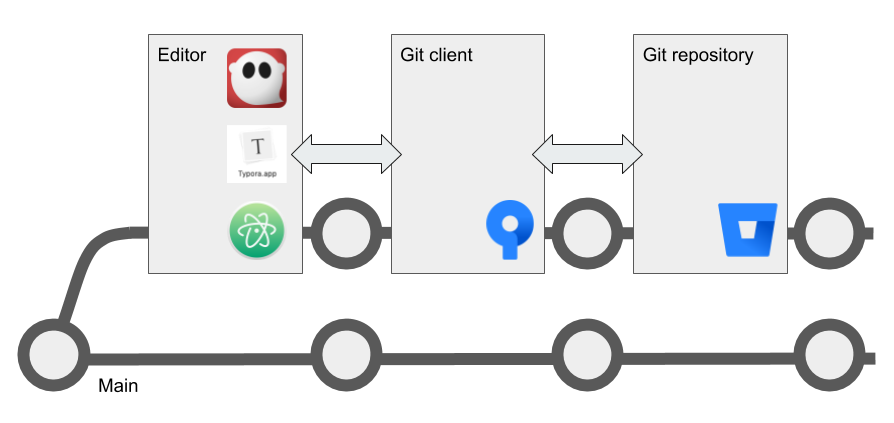 Editor
Git client
Git repository
T
Typora.app
Main